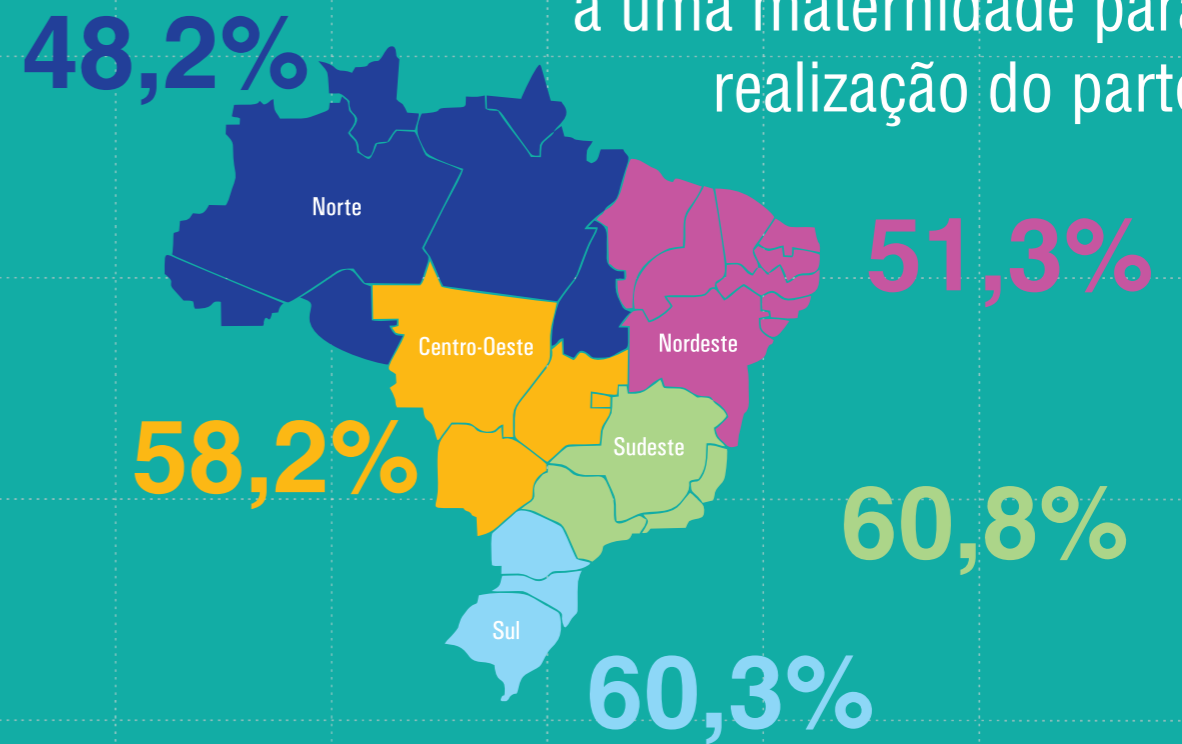 a uma maternidade para
realização do parto
48,2%
Norte
51,3%
Centro-Oeste
Nordeste
58,2%
Sudeste
60,8%
Sul
60,3%